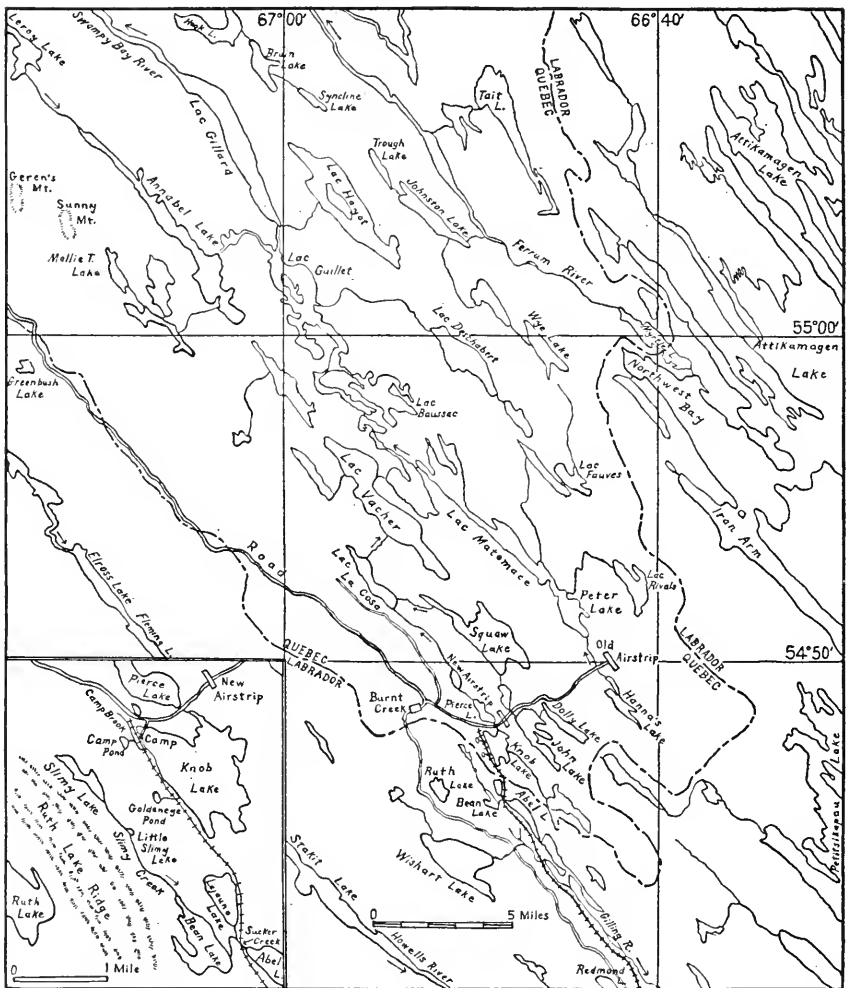 67°00'
66°40'
Leroy Lake
Swampy Bay River
Hook L.
Bruin
Lake
Syncline
Lake
Tait
L.
LABRADOR
QUEBEC
Lac Gillard
Trough
Lake
Attikamagen
Lake
Geren's
Mt.
Sunny
Mt.
Annabel Lake
Lac Hayot
Johnston Lake
Mollie T.
Lake
Lac
Guillet
Ferrum River
Lac Dechabert
Wye Lake
55°00'
Attikamagen
Lake
Greenbush
Lake
Northwest
Bay
Lac
Baussac
Lac Vacher
Lac
Fauves
Iron Arm
Road
Lac Matemace
Elross Lake
Fleming L.
Lac
La Cosa
Peter
Lake
Lac
Rivals
Squaw
Lake
Old
Airstrip
LABRADOR
QUEBEC
54°50'
QUEBEC
LABRADOR
New Airstrip
Burnt
Creek
Pierce
L.
Hanna's
Lake
Dolly Lake
John
Lake
Knob
Lake
Petitsikapau Lake
Ruth
Lake
Bean
Lake
Abel L.
Wishart Lake
Stakit Lake
0 5 Miles
Gilling R.
Howells River
Redmond
L.
Pierce
Lake
New
Airstrip
Camp Brook
Camp
Pond
Camp
Knob
Lake
Slimy Lake
Goldeneye
Pond
Little
Slimy
Lake
Slimy Creek
Ruth Lake Ridge
Ruth
Lake
Lejeune
Lake
Bean Lake
Sucker
Creek
Abel
L.
0 1 Mile